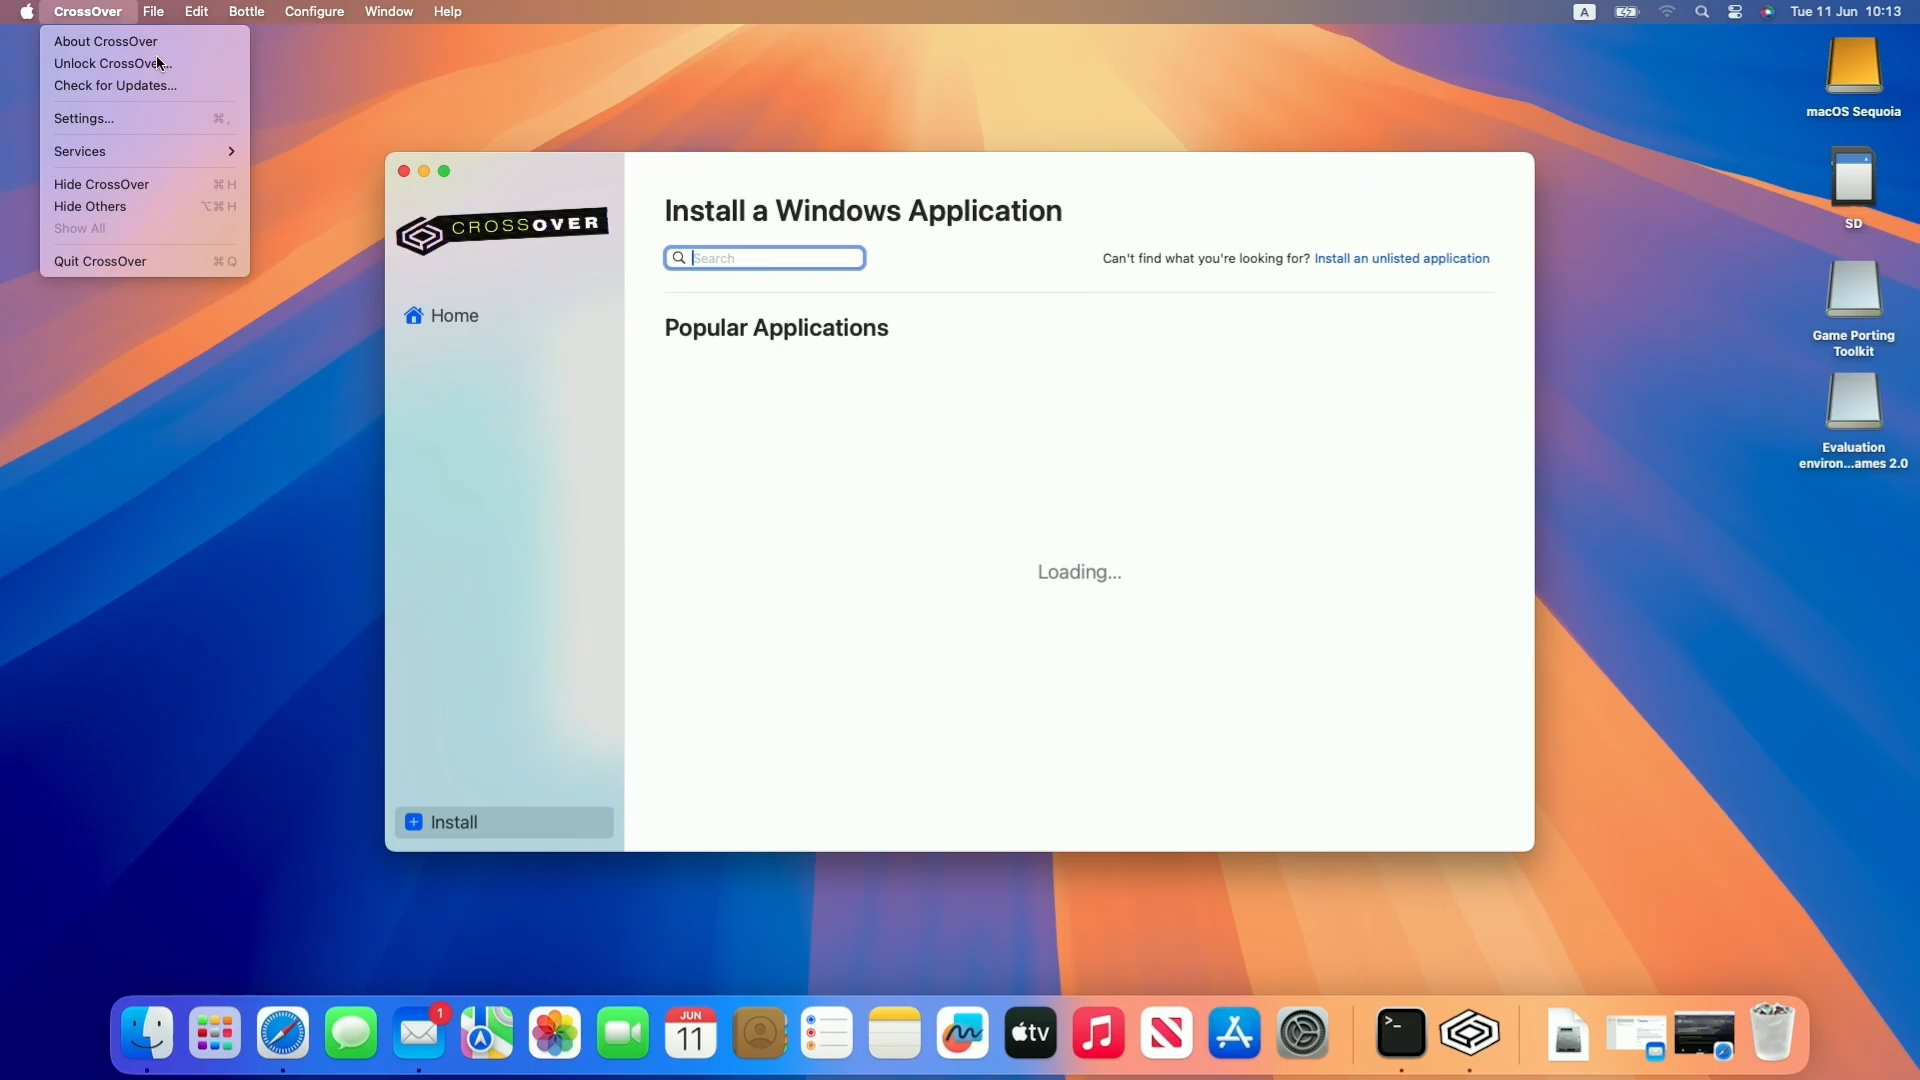 CrossOver File Edit Bottle Configure Window Help
A Tue 11 Jun 10:13
About CrossOver
Unlock CrossOve...
Check for Updates...
Settings... ⌘ ,
Services
Hide CrossOver ⌘ H
Hide Others ⌥⌘ H
Show All
Quit CrossOver ⌘ Q
macOS Sequoia
SD
Game Porting
Toolkit
Evaluation
environ...ames 2.0
CROSSOVER
Home
Install
Install a Windows Application
Search
Can't find what you're looking for? Install an unlisted application
Popular Applications
Loading...
1
JUN
11
tv
>_